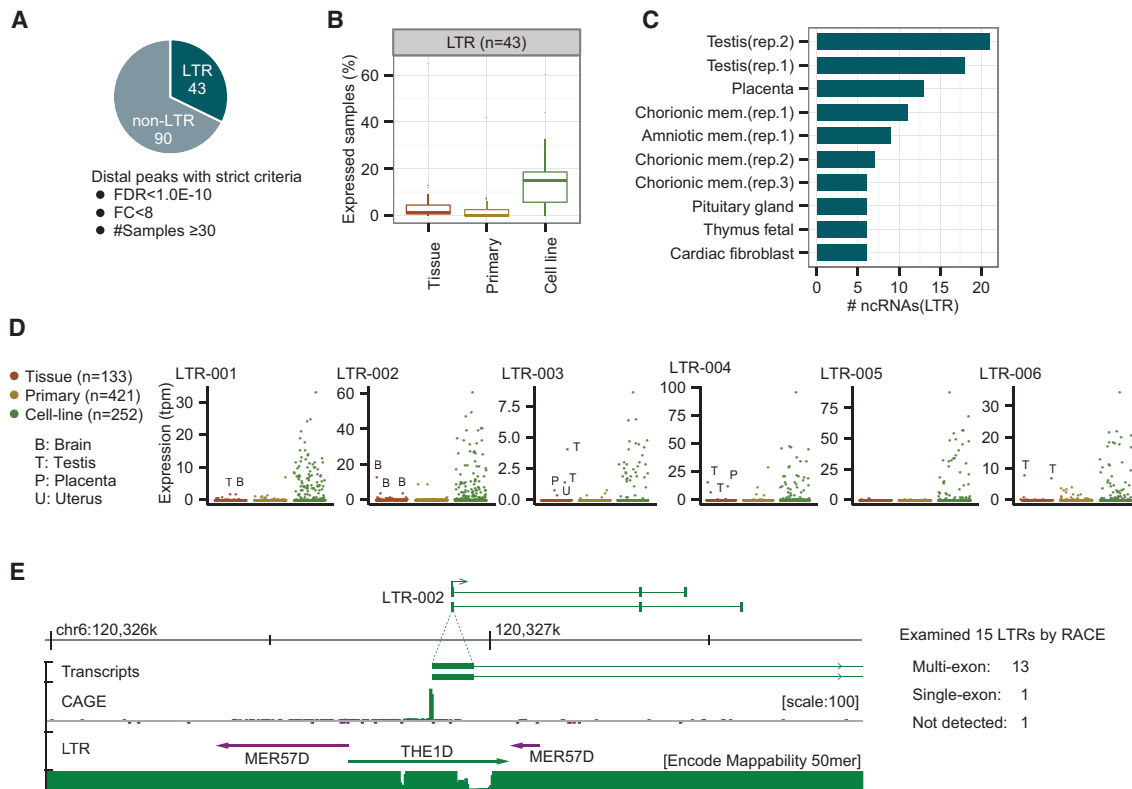 A
LTR
43
non-LTR
90
Distal peaks with strict criteria
● FDR<1.0E-10
● FC<8
● #Samples ≥30
B
LTR (n=43)
Expressed samples (%)
60
40
20
0
Tissue
Primary
Cell line
C
Testis(rep.2)
Testis(rep.1)
Placenta
Chorionic mem.(rep.1)
Amniotic mem.(rep.1)
Chorionic mem.(rep.2)
Chorionic mem.(rep.3)
Pituitary gland
Thymus fetal
Cardiac fibroblast
0 5 10 15 20
# ncRNAs(LTR)
D
Tissue (n=133)
Primary (n=421)
Cell-line (n=252)
B: Brain
T: Testis
P: Placenta
U: Uterus
Expression (tpm)
LTR-001
30
20
10
0
T B
LTR-002
60
40
20
0
B
B B
LTR-003
7.5
5.0
2.5
0.0
T
P T
U
LTR-004
100
75
50
25
0
T P
T
LTR-005
LTR-006
30
20
10
0
T T
E
LTR-002
chr6:120,326k
120,327k
Transcripts
CAGE
[scale:100]
LTR
MER57D
THE1D
MER57D
[Encode Mappability 50mer]
Examined 15 LTRs by RACE
Multi-exon: 13
Single-exon: 1
Not detected: 1